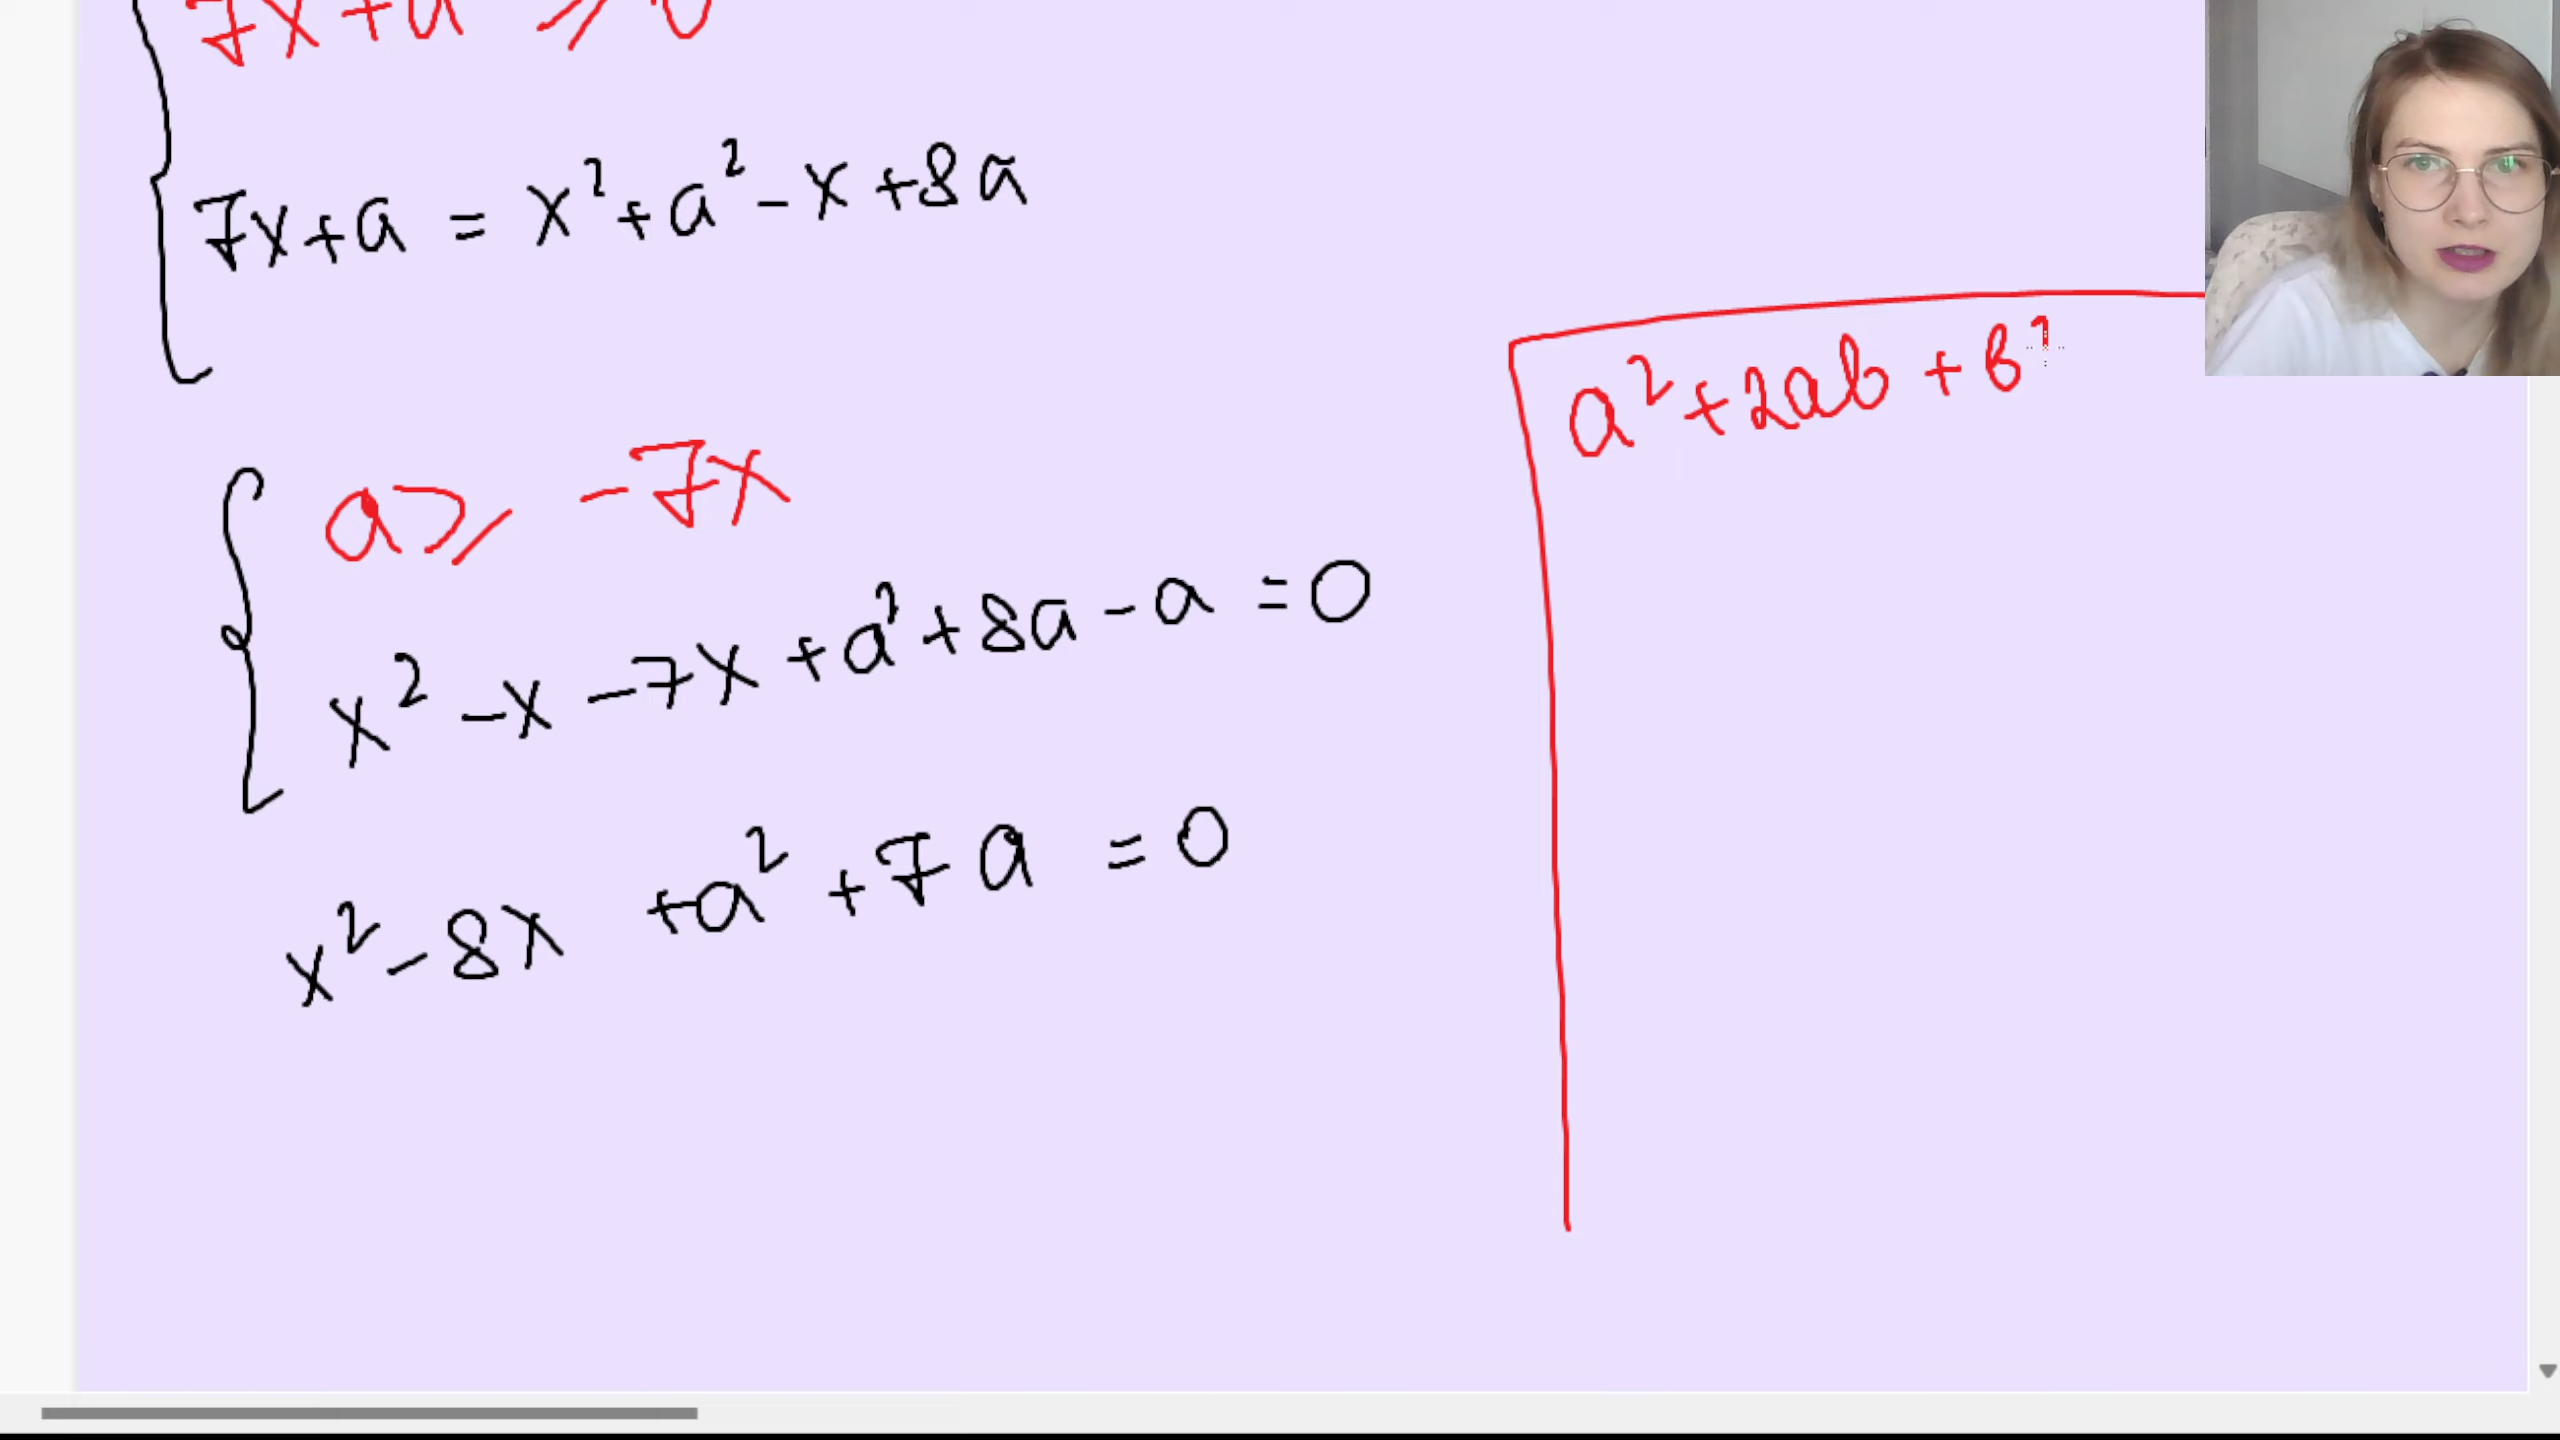 7x+a ⩾ 0
7x+a = x²+a²-x+8a
a²+2ab+b²
a⩾ -7x
x²-x-7x+a²+8a-a=0
x²-8x+a²+7a=0